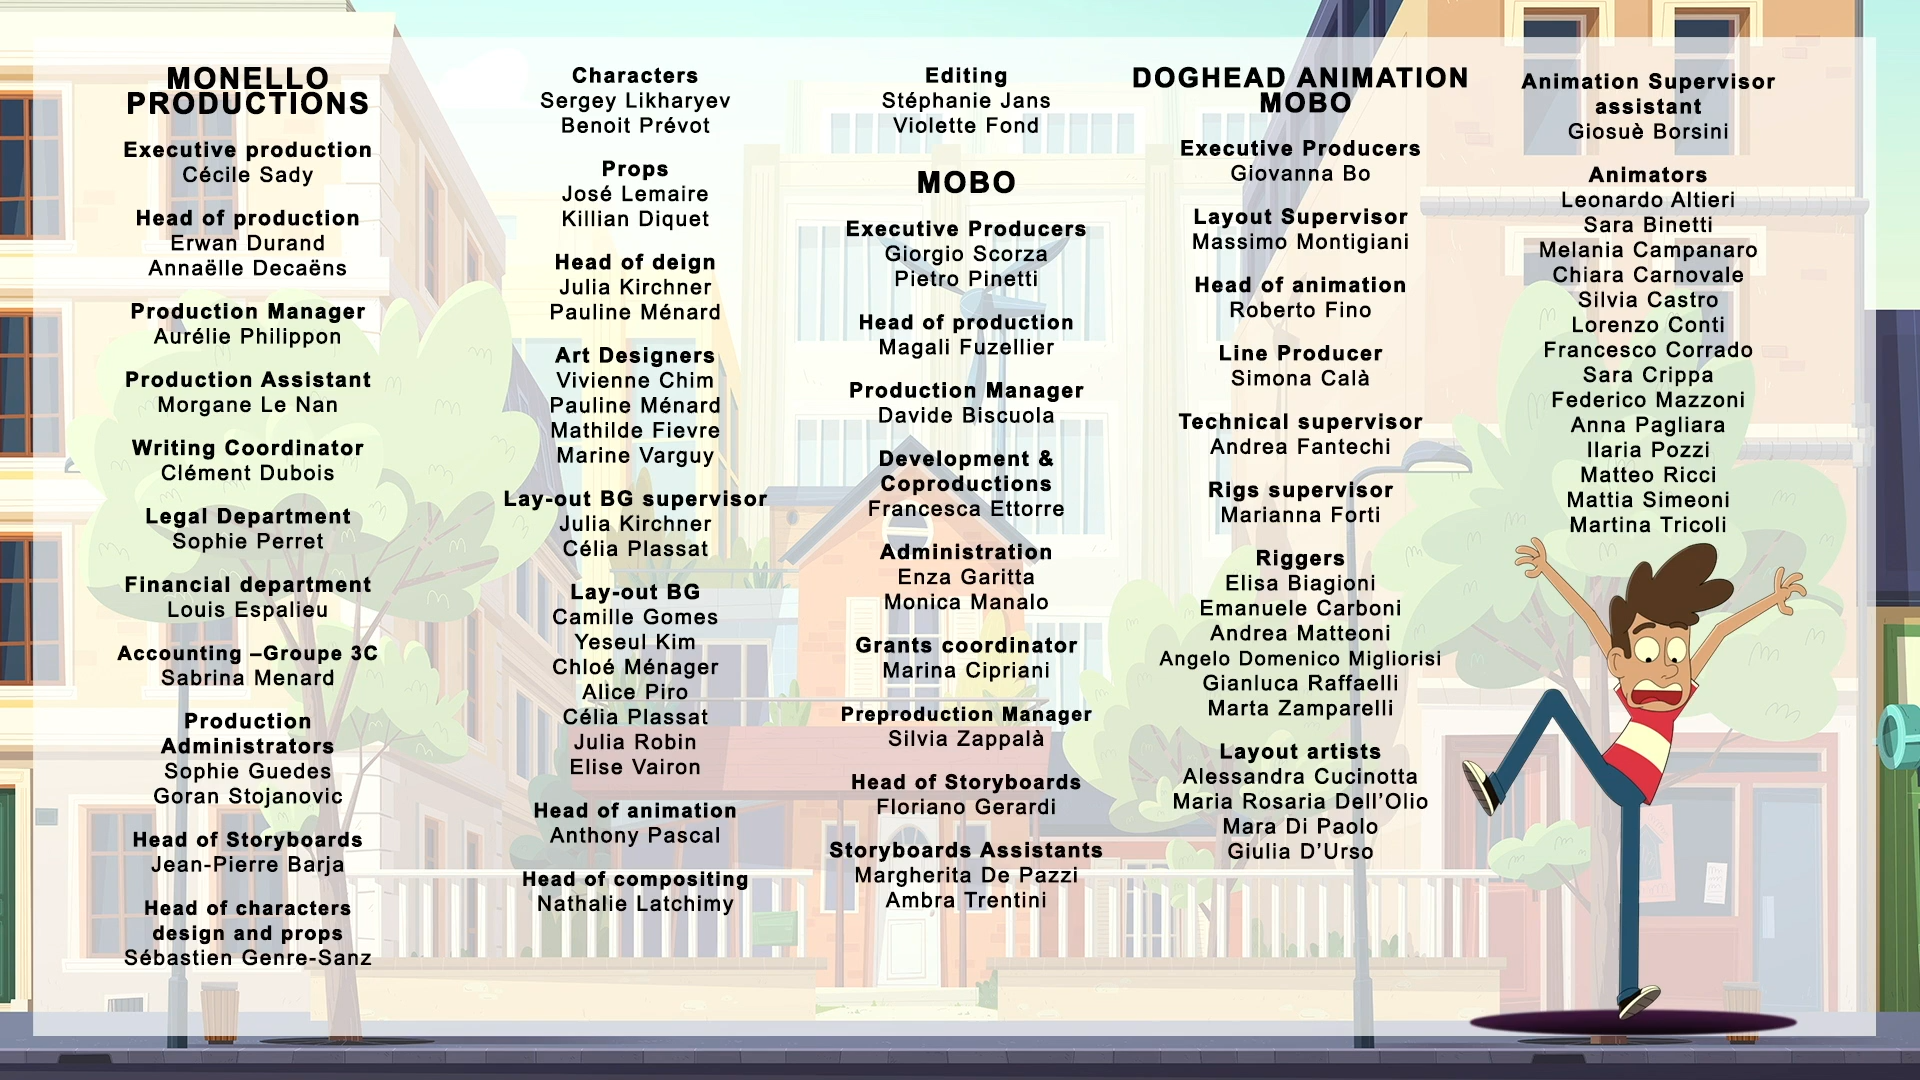 MONELLO
PRODUCTIONS
Executive production
Cécile Sady
Head of production
Erwan Durand
Annaëlle Decaëns
Production Manager
Aurélie Philippon
Production Assistant
Morgane Le Nan
Writing Coordinator
Clément Dubois
Legal Department
Sophie Perret
Financial department
Louis Espalieu
Accounting –Groupe 3C
Sabrina Menard
Production
Administrators
Sophie Guedes
Goran Stojanovic
Head of Storyboards
Jean-Pierre Barja
Head of characters
design and props
Sébastien Genre-Sanz
Characters
Sergey Likharyev
Benoit Prévot
Props
José Lemaire
Killian Diquet
Head of deign
Julia Kirchner
Pauline Ménard
Art Designers
Vivienne Chim
Pauline Ménard
Mathilde Fievre
Marine Varguy
Lay-out BG supervisor
Julia Kirchner
Célia Plassat
Lay-out BG
Camille Gomes
Yeseul Kim
Chloé Ménager
Alice Piro
Célia Plassat
Julia Robin
Elise Vairon
Head of animation
Anthony Pascal
Head of compositing
Nathalie Latchimy
Editing
Stéphanie Jans
Violette Fond
MOBO
Executive Producers
Giorgio Scorza
Pietro Pinetti
Head of production
Magali Fuzellier
Production Manager
Davide Biscuola
Development &
Coproductions
Francesca Ettorre
Administration
Enza Garitta
Monica Manalo
Grants coordinator
Marina Cipriani
Preproduction Manager
Silvia Zappalà
Head of Storyboards
Floriano Gerardi
Storyboards Assistants
Margherita De Pazzi
Ambra Trentini
DOGHEAD ANIMATION
MOBO
Executive Producers
Giovanna Bo
Layout Supervisor
Massimo Montigiani
Head of animation
Roberto Fino
Line Producer
Simona Calà
Technical supervisor
Andrea Fantechi
Rigs supervisor
Marianna Forti
Riggers
Elisa Biagioni
Emanuele Carboni
Andrea Matteoni
Angelo Domenico Migliorisi
Gianluca Raffaelli
Marta Zamparelli
Layout artists
Alessandra Cucinotta
Maria Rosaria Dell’Olio
Mara Di Paolo
Giulia D’Urso
Animation Supervisor
assistant
Giosuè Borsini
Animators
Leonardo Altieri
Sara Binetti
Melania Campanaro
Chiara Carnovale
Silvia Castro
Lorenzo Conti
Francesco Corrado
Sara Crippa
Federico Mazzoni
Anna Pagliara
Ilaria Pozzi
Matteo Ricci
Mattia Simeoni
Martina Tricoli